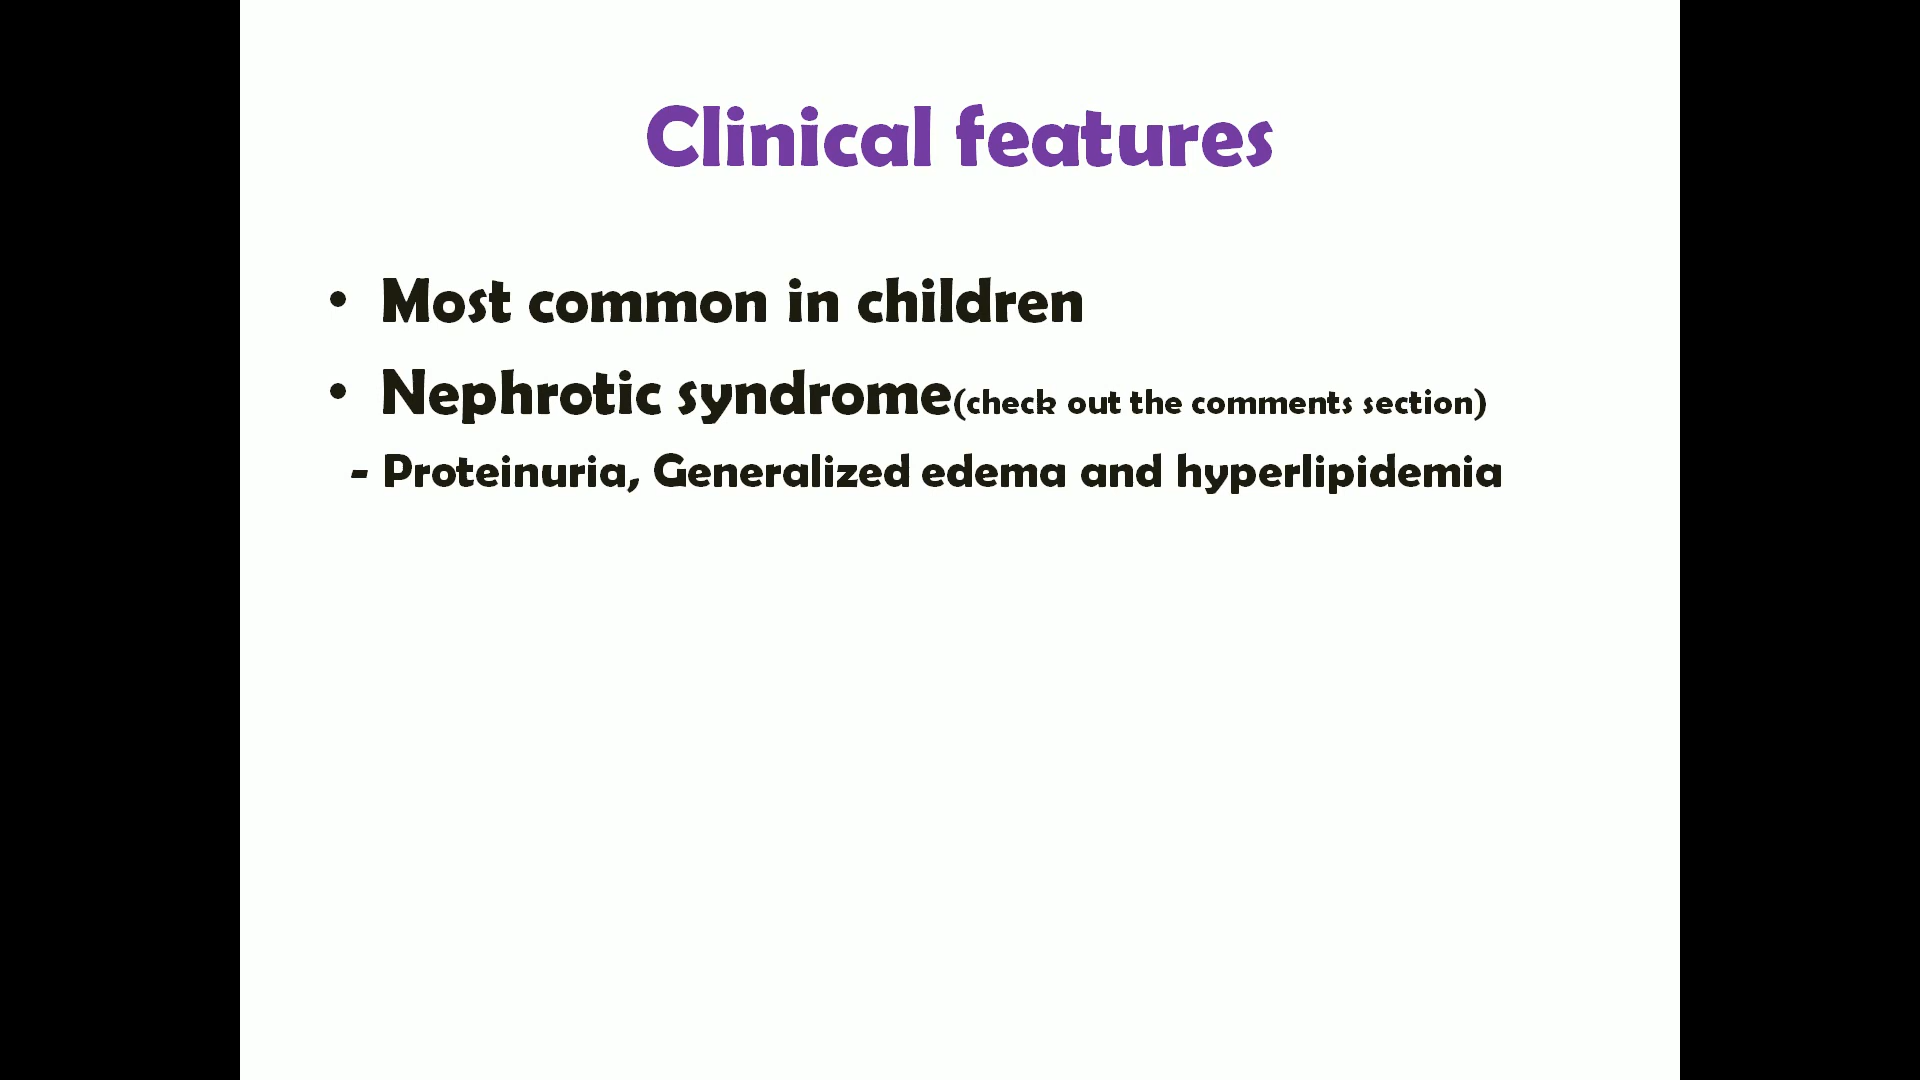 Clinical features
• Most common in children
• Nephrotic syndrome(check out the comments section)
- Proteinuria, Generalized edema and hyperlipidemia